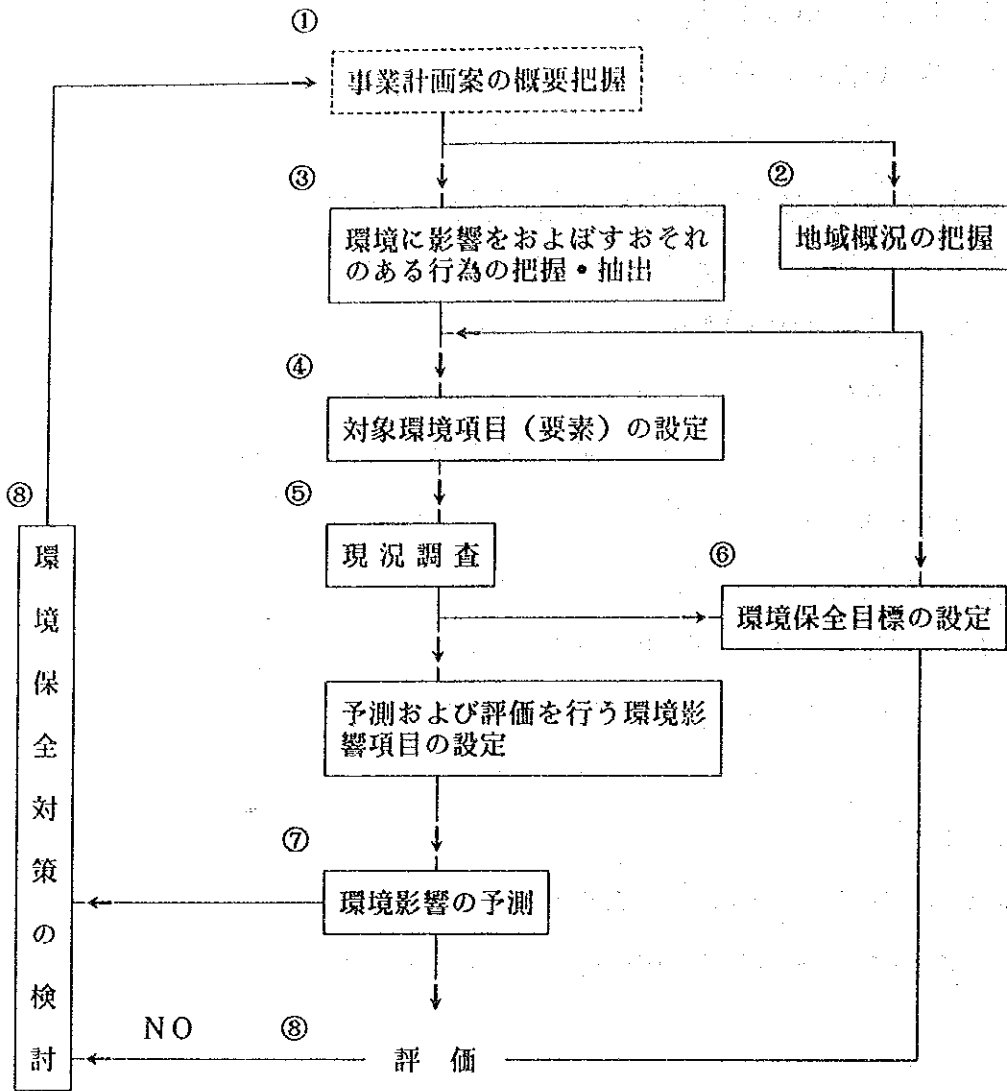 ①
事業計画案の概要把握
③
②
環境に影響をおよぼすおそれ
のある行為の把握・抽出
地域概況の把握
④
対象環境項目（要素）の設定
⑧
⑤
環境保全対策の検討
現況調査
⑥
環境保全目標の設定
予測および評価を行う環境影
響項目の設定
⑦
環境影響の予測
NO
⑧
評価